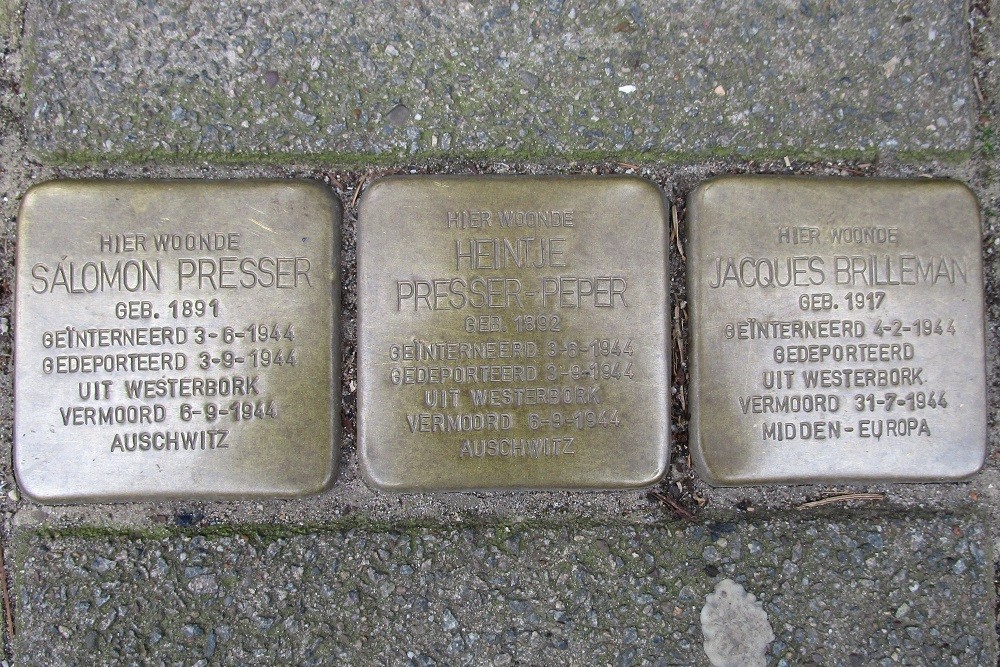 HIER WOONDE
SALOMON PRESSER
GEB. 1891
GEÏNTERNEERD 3-6-1944
GEDEPORTEERD 3-9-1944
UIT WESTERBORK
VERMOORD 6-9-1944
AUSCHWITZ
HIER WOONDE
HEINTJE
PRESSER-PEPER
GEB. 1892
GEÏNTERNEERD 3-6-1944
GEDEPORTEERD 3-9-1944
UIT WESTERBORK
VERMOORD 6-9-1944
AUSCHWITZ
HIER WOONDE
JACQUES BRILLEMAN
GEB. 1917
GEÏNTERNEERD 4-2-1944
GEDEPORTEERD
UIT WESTERBORK
VERMOORD 31-7-1944
MIDDEN-EUROPA